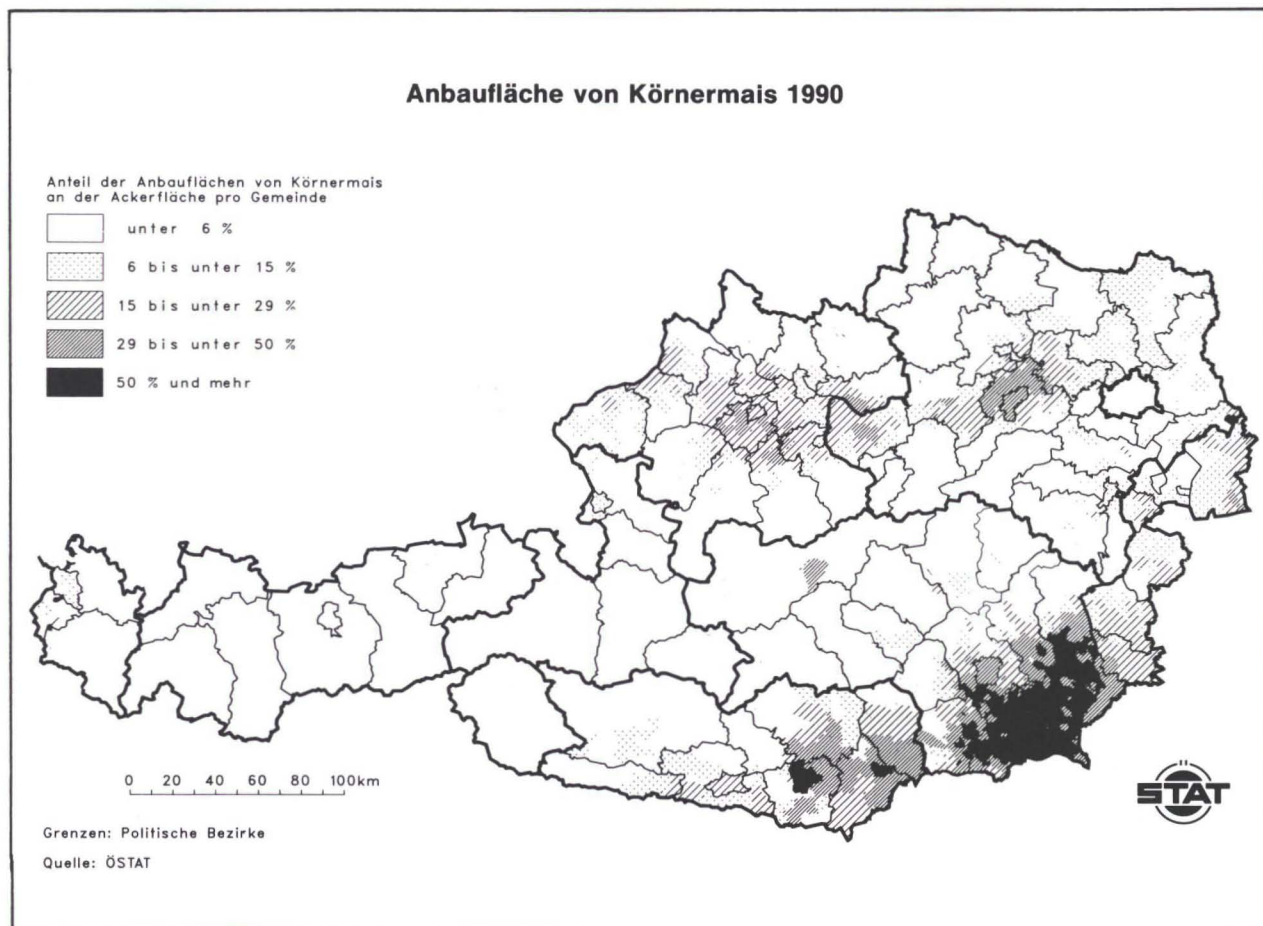 Anbaufläche von Körnermais 1990
Anteil der Anbauflächen von Körnermais
an der Ackerfläche pro Gemeinde
unter 6 %
6 bis unter 15 %
15 bis unter 29 %
29 bis unter 50 %
50 % und mehr
0 20 40 60 80 100km
Grenzen: Politische Bezirke
Quelle: ÖSTAT
STAT